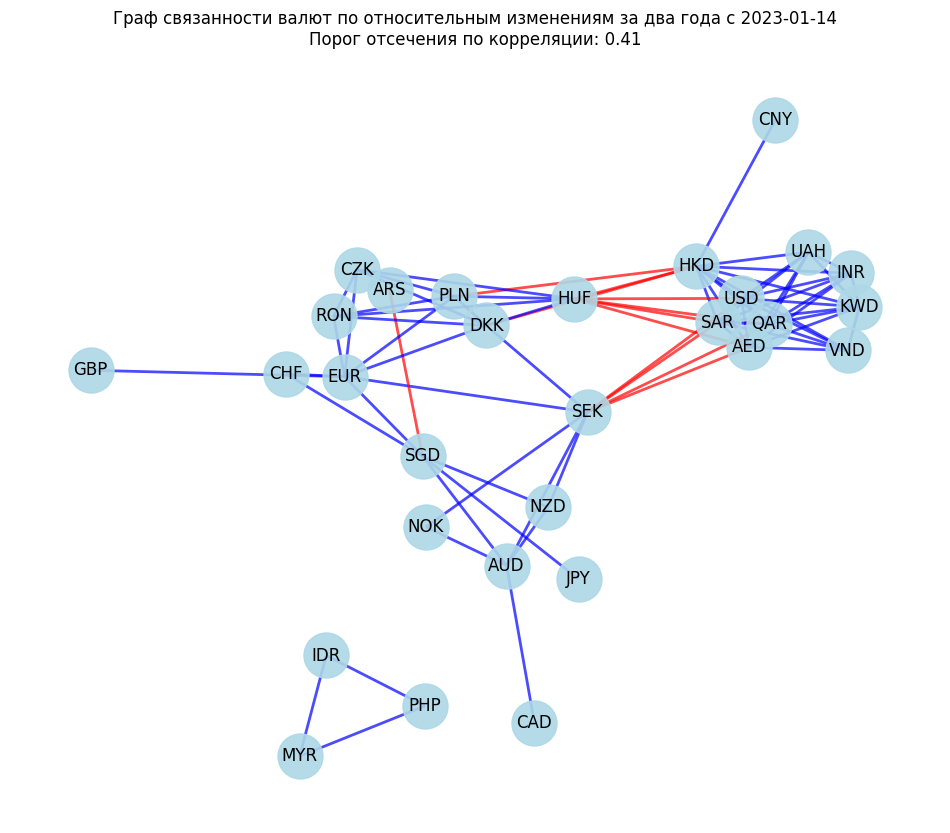 Граф связанности валют по относительным изменениям за два года с 2023-01-14
Порог отсечения по корреляции: 0.41
CNY
UAH
HKD
INR
CZK
ARS
PLN
HUF
USD
KWD
RON
DKK
SAR
QAR
AED
VND
GBP
CHF
EUR
SEK
SGD
NZD
NOK
AUD
JPY
IDR
PHP
CAD
MYR